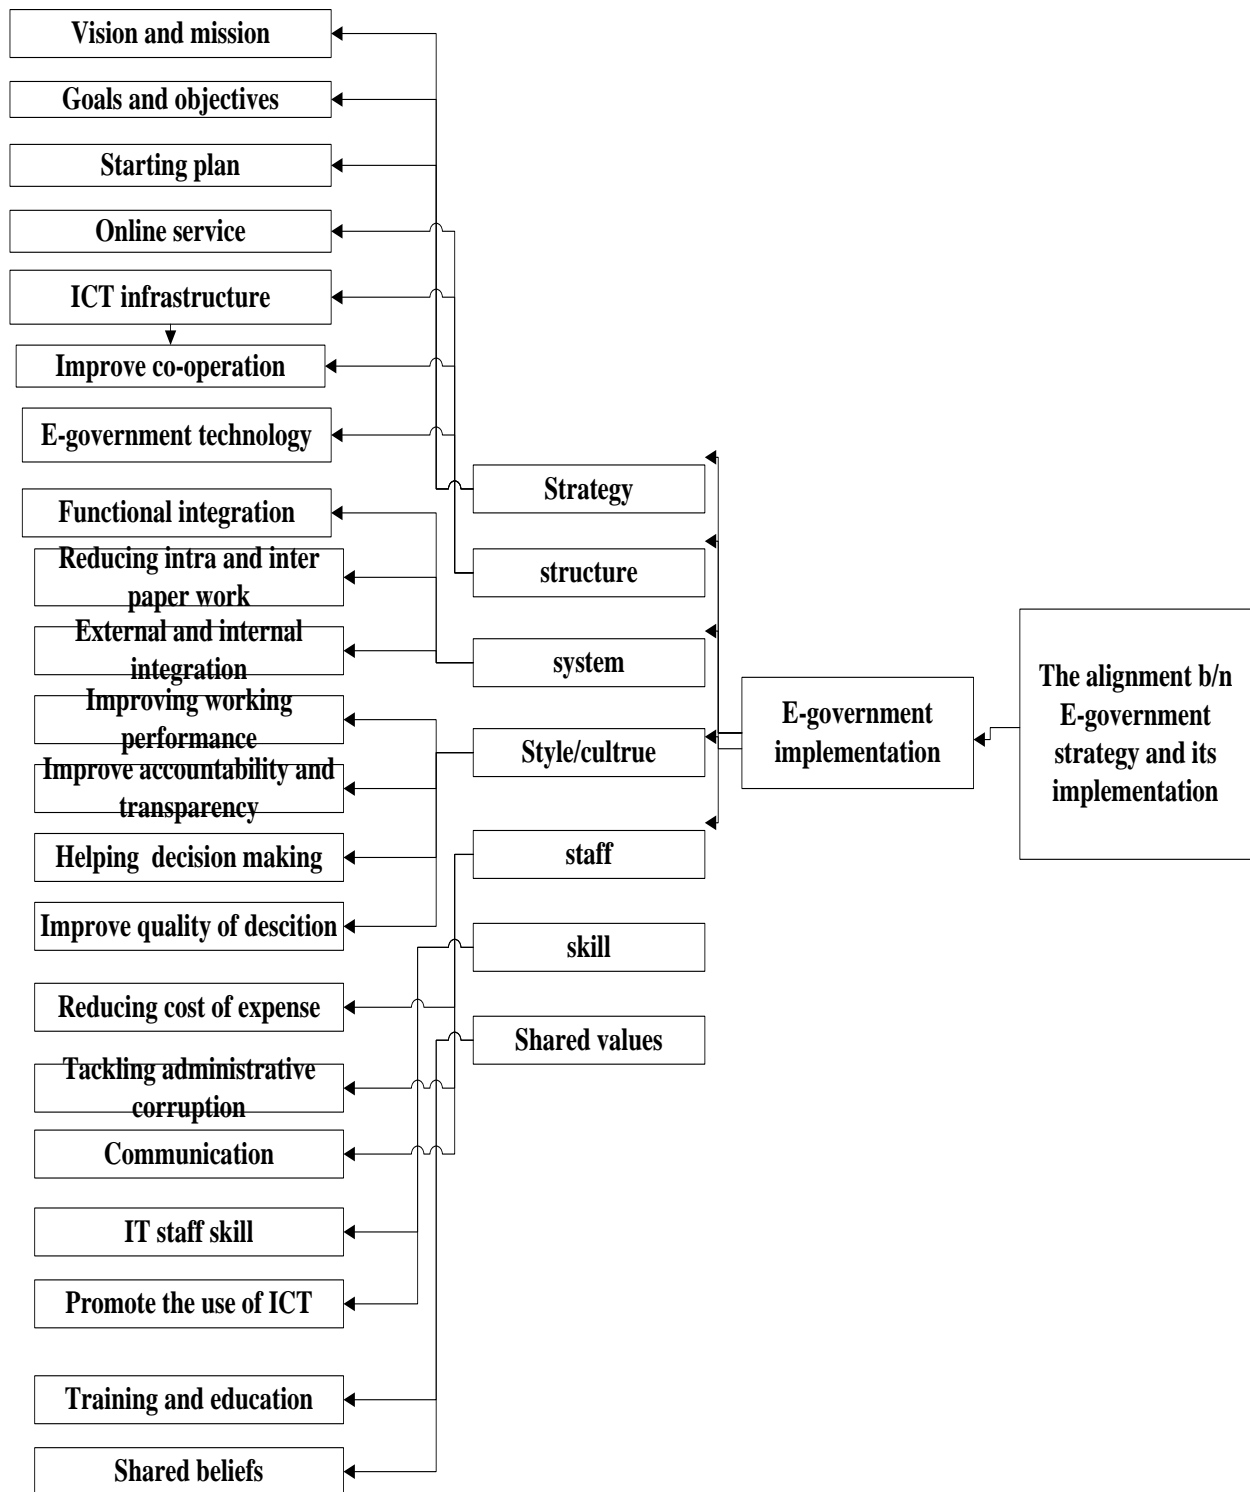 Vision and mission
Goals and objectives
Starting plan
Online service
ICT infrastructure
Improve co-operation
E-government technology
Functional integration
Reducing intra and inter
paper work
External and internal
integration
Improving working
performance
Improve accountability and
transparency
Helping  decision making
Improve quality of descition
Reducing cost of expense
Tackling administrative
corruption
Communication
IT staff skill
Promote the use of ICT
Training and education
Shared beliefs
Strategy
structure
system
Style/cultrue
staff
skill
Shared values
E-government
implementation
The alignment b/n
E-government
strategy and its
implementation